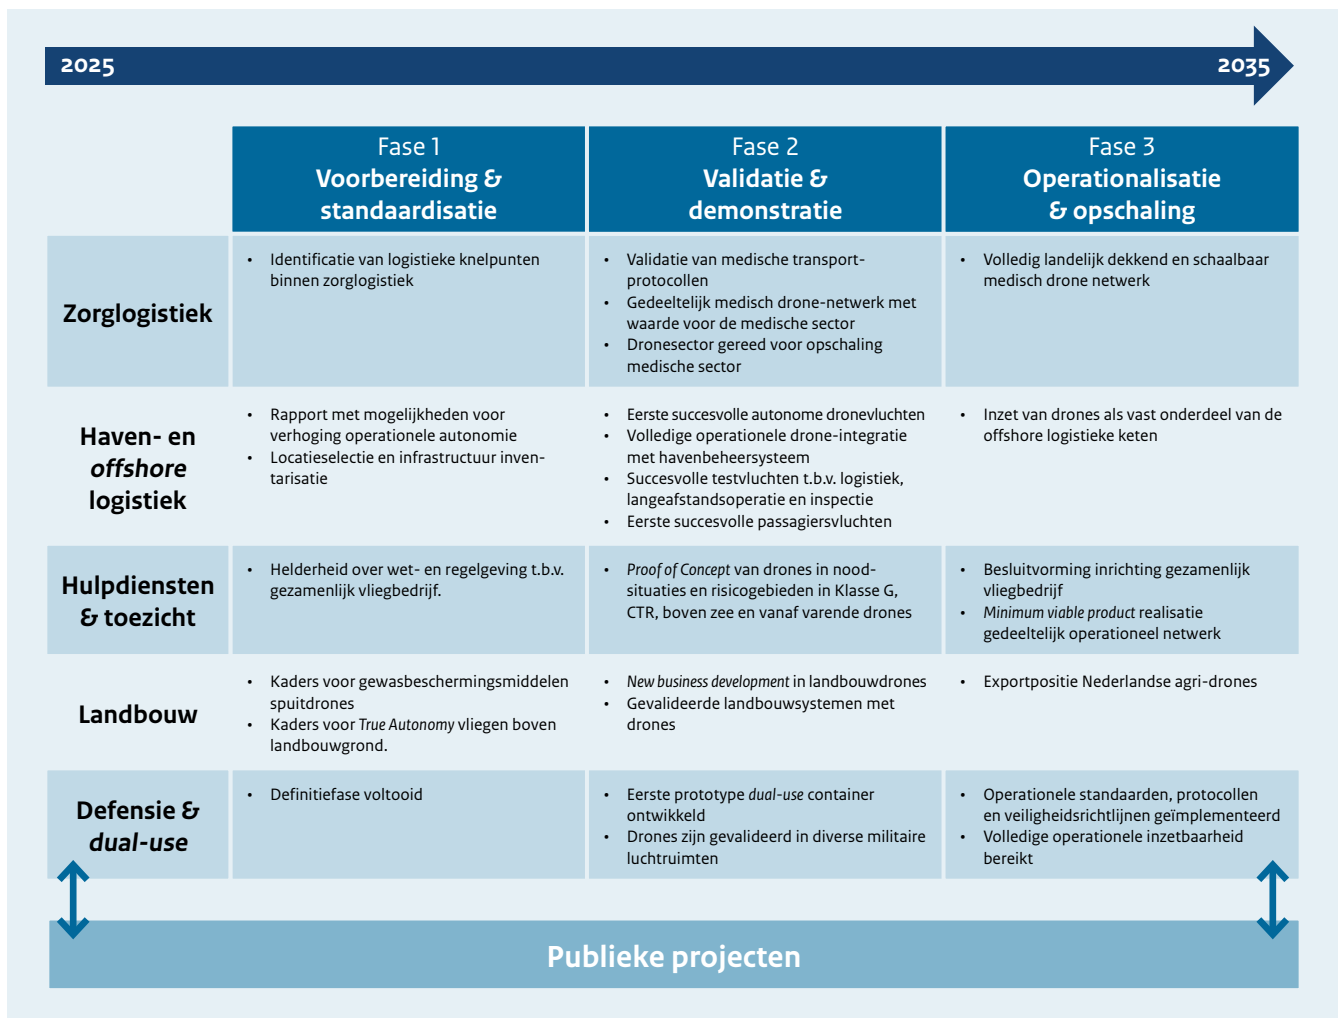 2025
2035
Fase 1
Voorbereiding &
standaardisatie
Fase 2
Validatie &
demonstratie
Fase 3
Operationalisatie
& opschaling
Zorglogistiek
• Identificatie van logistieke knelpunten
binnen zorglogistiek
• Validatie van medische transport-
protocollen
• Gedeeltelijk medisch drone-netwerk met
waarde voor de medische sector
• Dronesector gereed voor opschaling
medische sector
• Volledig landelijk dekkend en schaalbaar
medisch drone netwerk
Haven- en
offshore
logistiek
• Rapport met mogelijkheden voor
verhoging operationele autonomie
• Locatieselectie en infrastructuur inven-
tarisatie
• Eerste succesvolle autonome dronevluchten
• Volledige operationele drone-integratie
met havenbeheersysteem
• Succesvolle testvluchten t.b.v. logistiek,
langeafstandsoperatie en inspectie
• Eerste succesvolle passagiersvluchten
• Inzet van drones als vast onderdeel van de
offshore logistieke keten
Hulpdiensten
& toezicht
• Helderheid over wet- en regelgeving t.b.v.
gezamenlijk vliegbedrijf.
• Proof of Concept van drones in nood-
situaties en risicogebieden in Klasse G,
CTR, boven zee en vanaf varende drones
• Besluitvorming inrichting gezamenlijk
vliegbedrijf
• Minimum viable product realisatie
gedeeltelijk operationeel netwerk
Landbouw
• Kaders voor gewasbeschermingsmiddelen
spuitdrones
• Kaders voor True Autonomy vliegen boven
landbouwgrond.
• New business development in landbouwdrones
• Gevalideerde landbouwsystemen met
drones
• Exportpositie Nederlandse agri-drones
Defensie &
dual-use
• Definitiefase voltooid
• Eerste prototype dual-use container
ontwikkeld
• Drones zijn gevalideerd in diverse militaire
luchtruimten
• Operationele standaarden, protocollen
en veiligheidsrichtlijnen geïmplementeerd
• Volledige operationele inzetbaarheid
bereikt
Publieke projecten